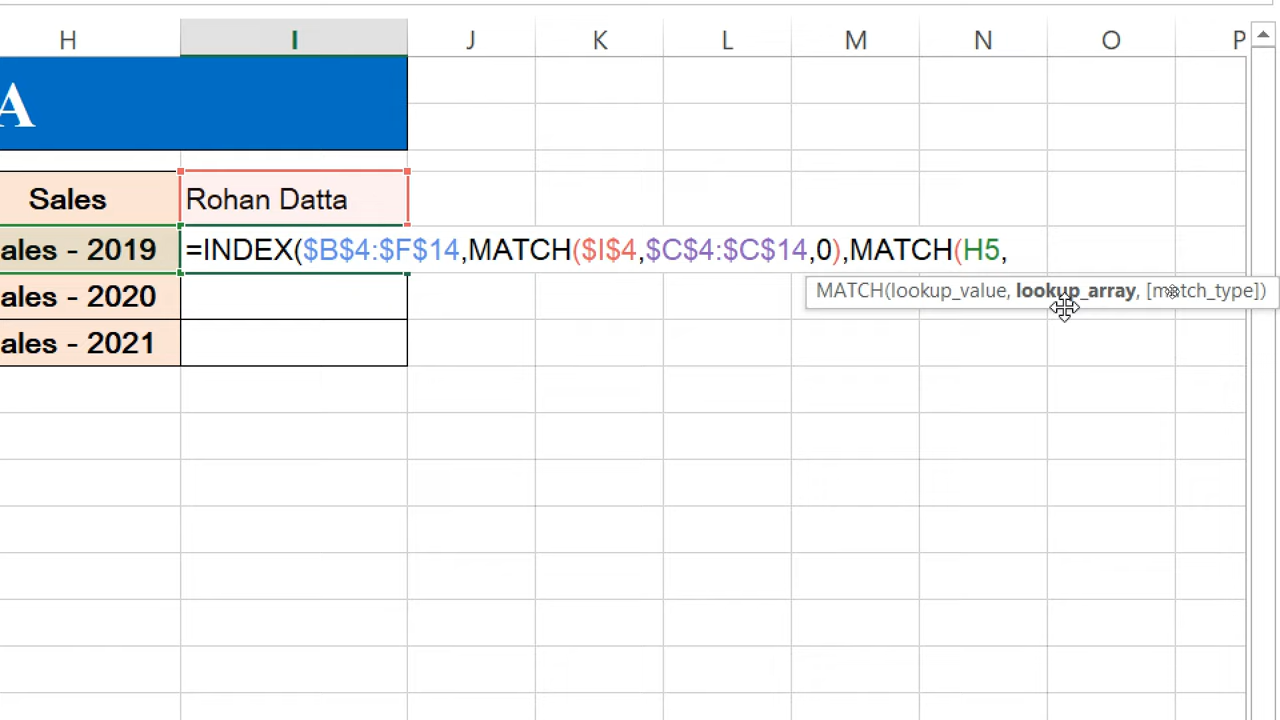 H I J K L M N O P
A
Sales Rohan Datta
ales - 2019 =INDEX($B$4:$F$14,MATCH($I$4,$C$4:$C$14,0),MATCH(H5,
MATCH(lookup_value, lookup_array, [match_type])
ales - 2020
ales - 2021